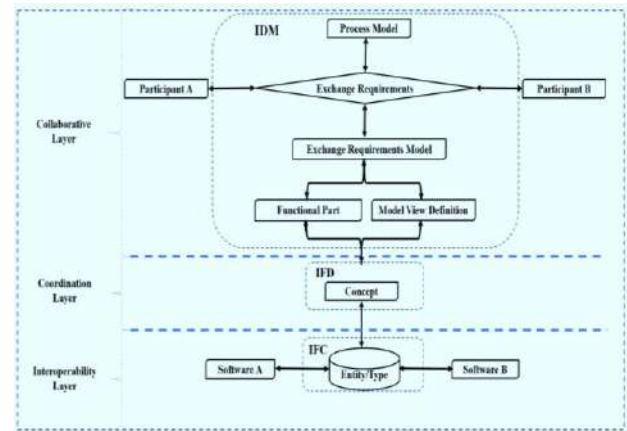 IDM
Process Model
Participant A
Exchange Requirements
Participant B
Collaborative
Layer
Exchange Requirements Model
Functional Part
Model View Definition
IFD
Coordination
Layer
Concept
IFC
Interoperability
Layer
Software A
Entity/Type
Software B